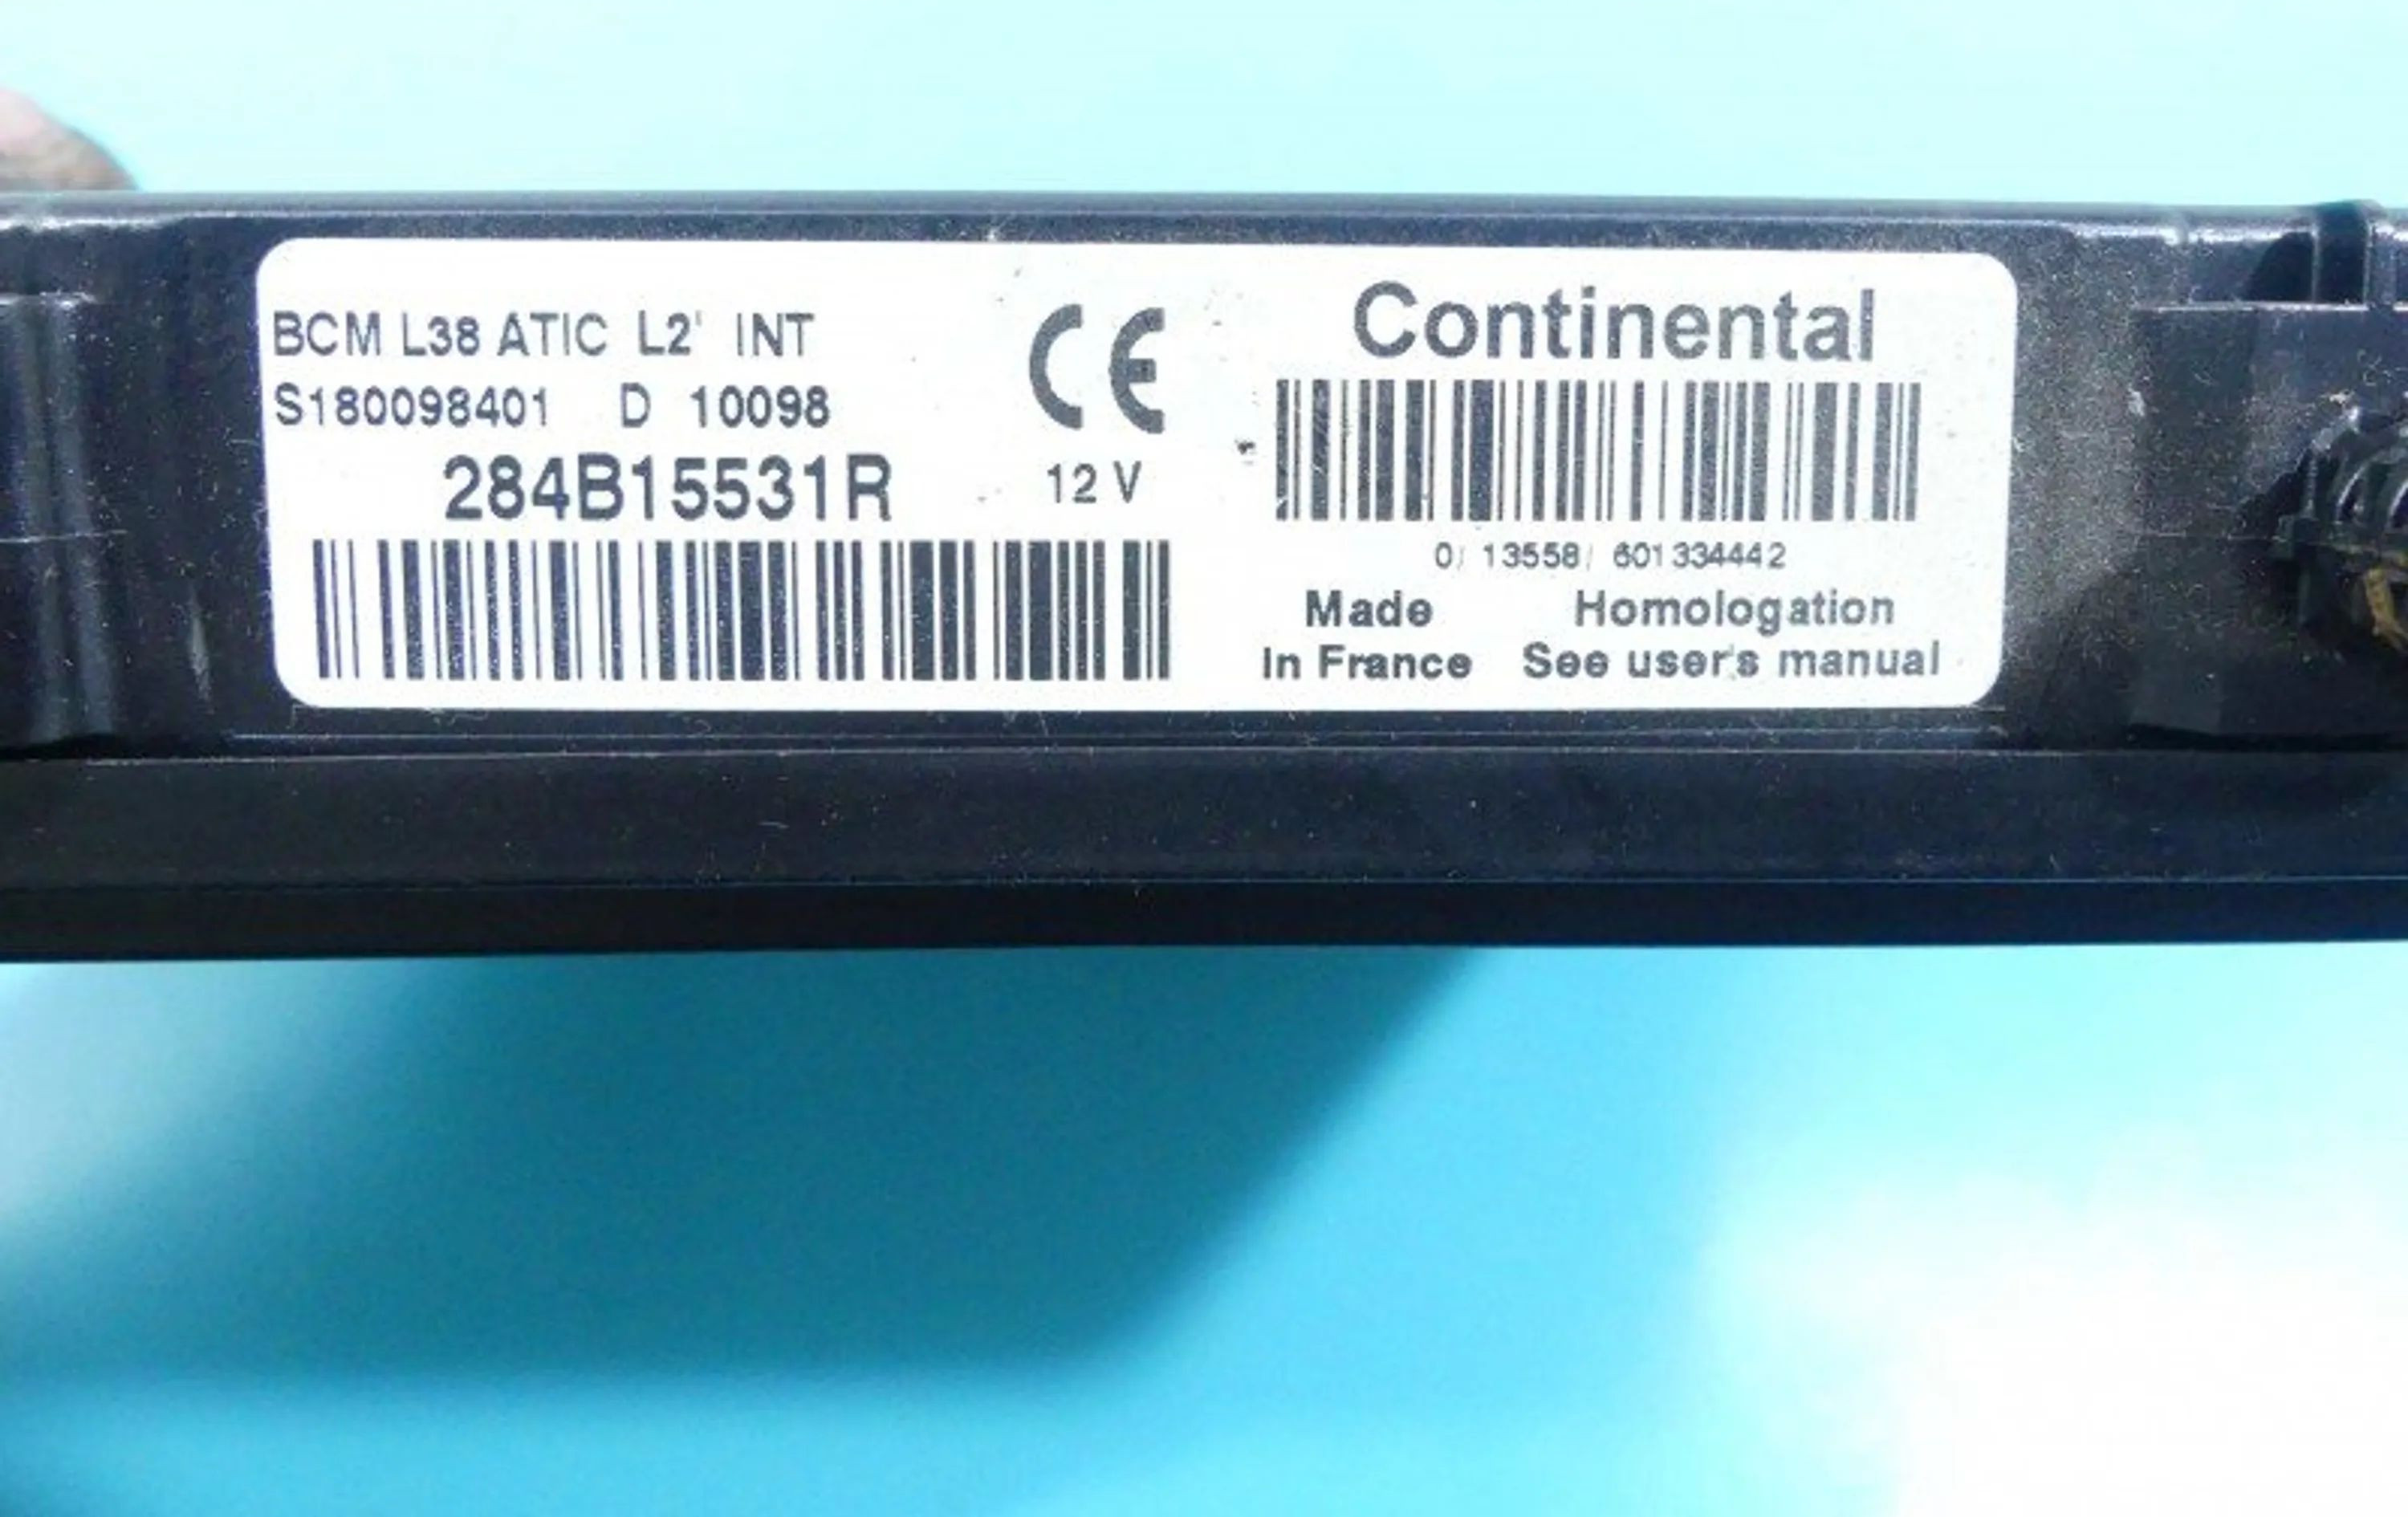 BCM L38 ATIC L2' INT
S180098401 D 10098
284B15531R
CE
12 V
Continental
0/ 13558/ 601334442
Made
In France
Homologation
See user's manual